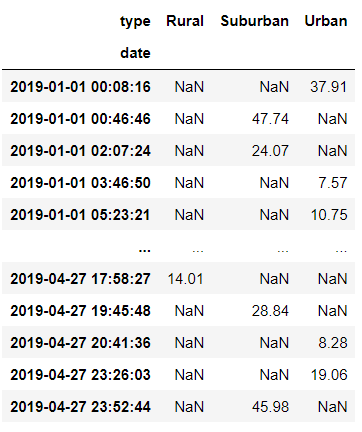 type Rural Suburban Urban
date
2019-01-01 00:08:16 NaN NaN 37.91
2019-01-01 00:46:46 NaN 47.74 NaN
2019-01-01 02:07:24 NaN 24.07 NaN
2019-01-01 03:46:50 NaN NaN 7.57
2019-01-01 05:23:21 NaN NaN 10.75
... ... ... ...
2019-04-27 17:58:27 14.01 NaN NaN
2019-04-27 19:45:48 NaN 28.84 NaN
2019-04-27 20:41:36 NaN NaN 8.28
2019-04-27 23:26:03 NaN NaN 19.06
2019-04-27 23:52:44 NaN 45.98 NaN